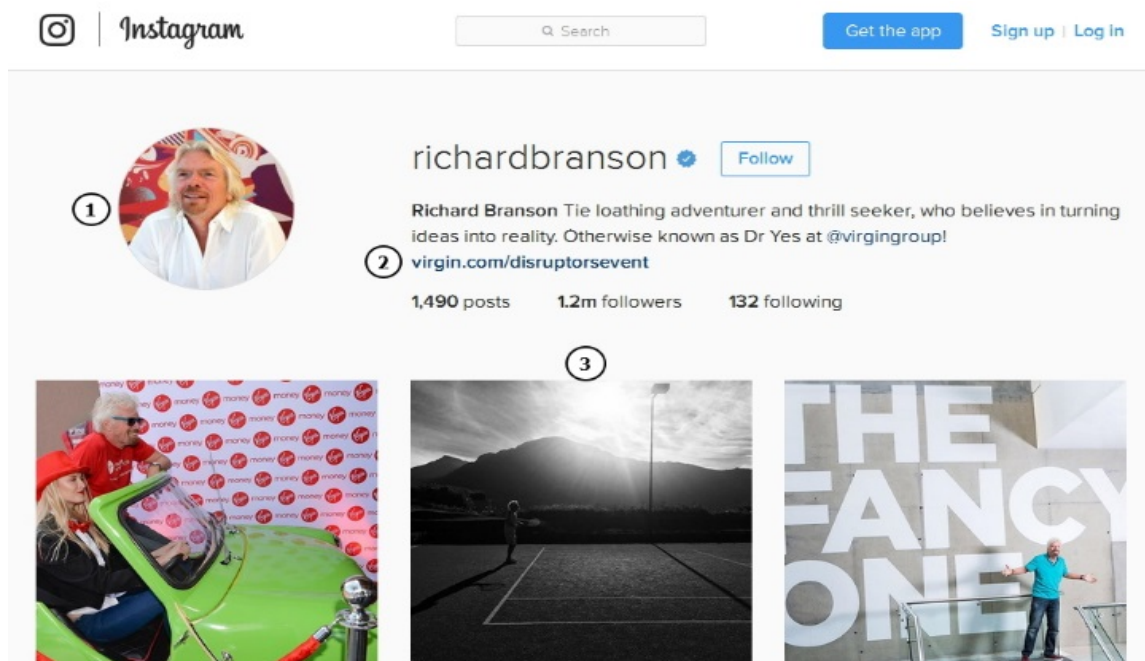 Instagram
Search
Get the app
Sign up | Log in
1
richardbranson
Follow
Richard Branson Tie loathing adventurer and thrill seeker, who believes in turning
ideas into reality. Otherwise known as Dr Yes at @virgingroup!
2
virgin.com/disruptorsevent
1,490 posts 1.2m followers 132 following
3
Virgin money
THE
FANCY
ONE